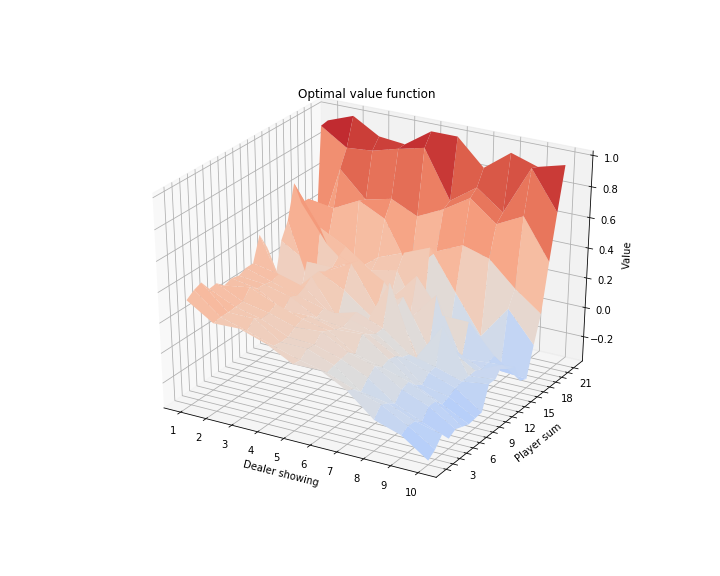 Optimal value function
1.0
0.8
0.6
0.4
0.2
0.0
−0.2
Value
21
18
15
12
9
6
3
Player sum
1 2 3 4 5 6 7 8 9 10
Dealer showing